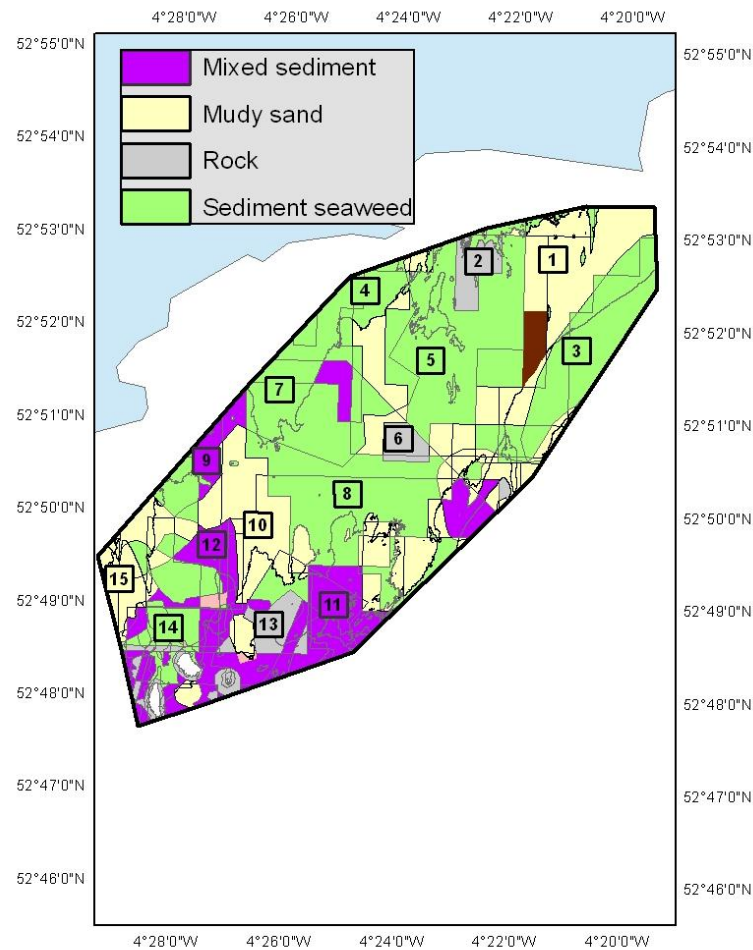 4°28'0"W 4°26'0"W 4°24'0"W 4°22'0"W 4°20'0"W
52°55'0"N 52°55'0"N
Mixed sediment
Mudy sand
52°54'0"N 52°54'0"N
Rock
Sediment seaweed
52°53'0"N 52°53'0"N
2 1
4
52°52'0"N 52°52'0"N
5 3
7
52°51'0"N 52°51'0"N
6
9
8
52°50'0"N 52°50'0"N
10
12
15
52°49'0"N 52°49'0"N
11
14 13
52°48'0"N 52°48'0"N
52°47'0"N 52°47'0"N
52°46'0"N 52°46'0"N
4°28'0"W 4°26'0"W 4°24'0"W 4°22'0"W 4°20'0"W